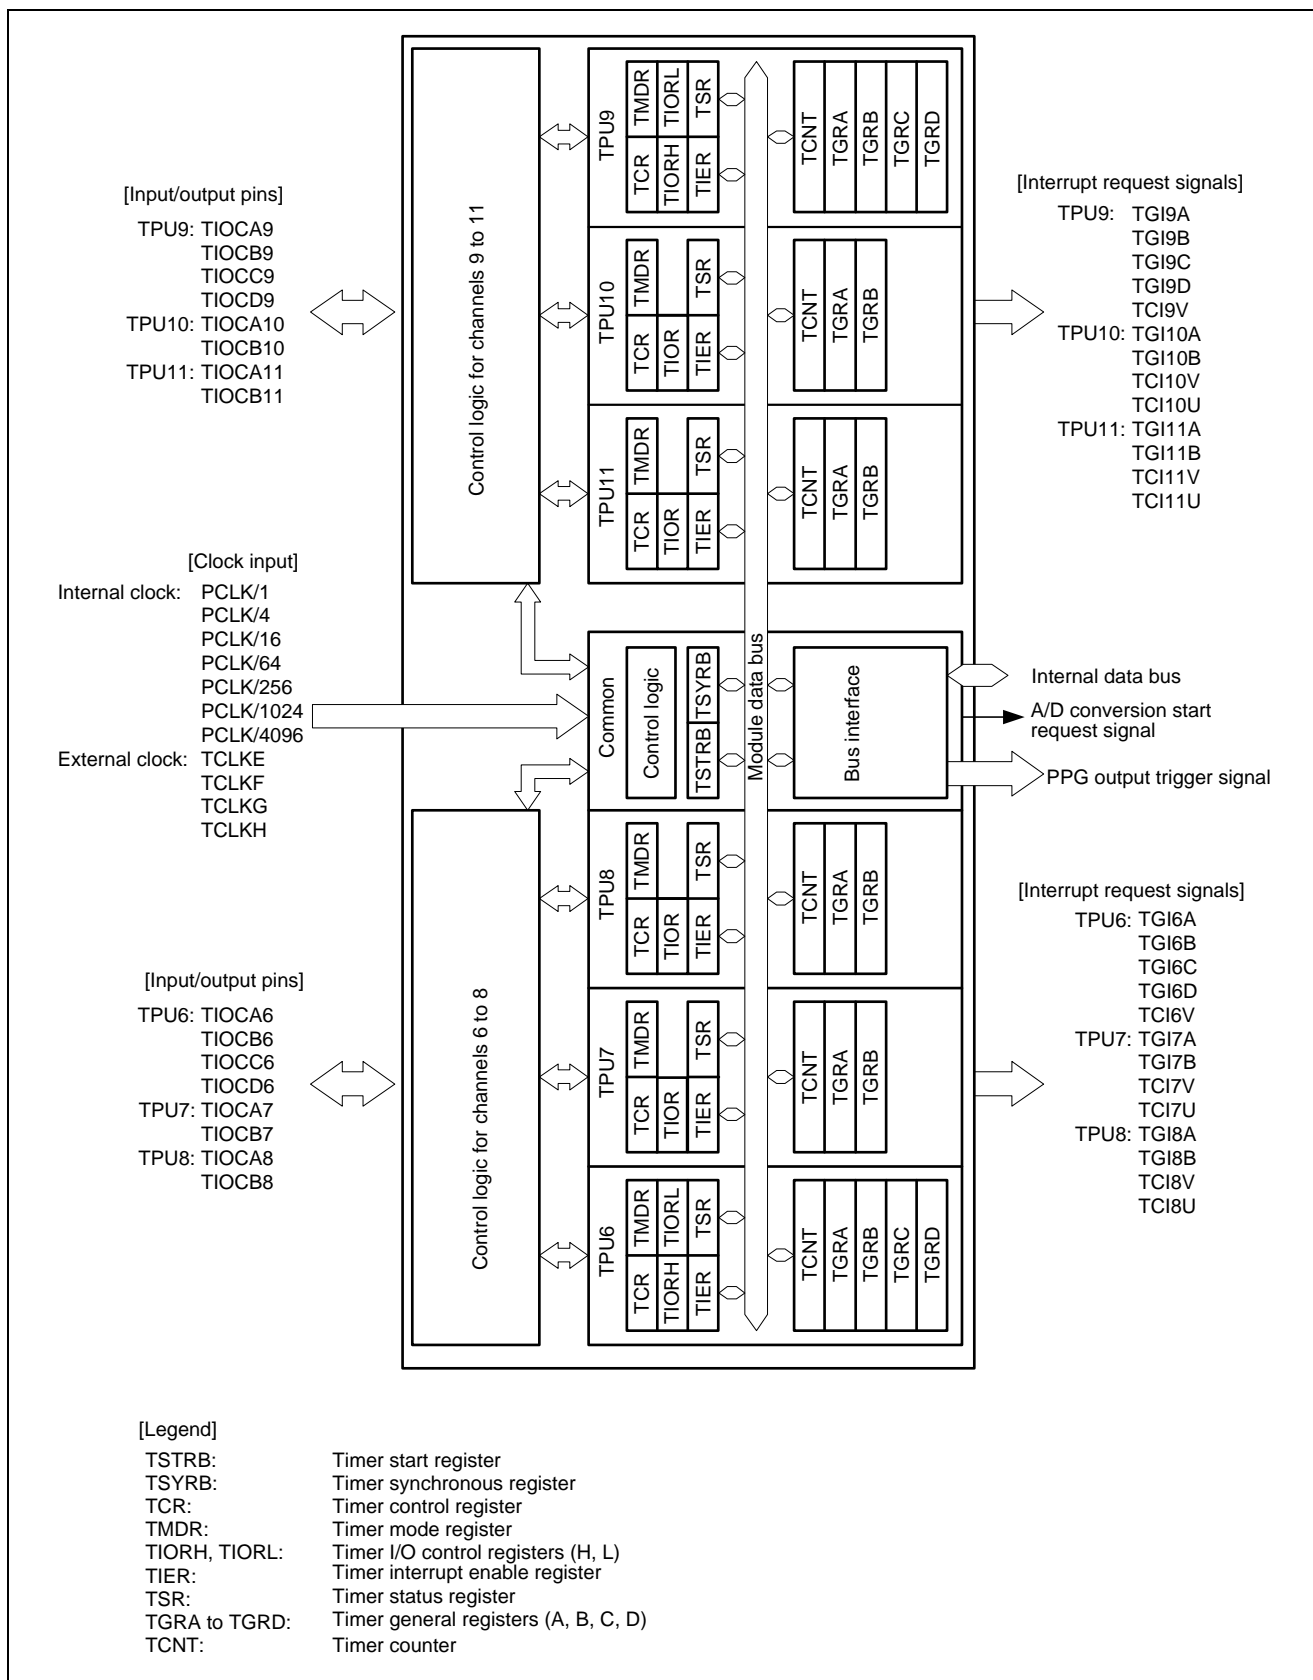 [Input/output pins]
TPU9: TIOCA9
TIOCB9
TIOCC9
TIOCD9
TPU10: TIOCA10
TIOCB10
TPU11: TIOCA11
TIOCB11
[Clock input]
Internal clock: PCLK/1
PCLK/4
PCLK/16
PCLK/64
PCLK/256
PCLK/1024
PCLK/4096
External clock: TCLKE
TCLKF
TCLKG
TCLKH
[Input/output pins]
TPU6: TIOCA6
TIOCB6
TIOCC6
TIOCD6
TPU7: TIOCA7
TIOCB7
TPU8: TIOCA8
TIOCB8
Control logic for channels 9 to 11
Control logic for channels 6 to 8
TPU9
TMDR
TIORL
TSR
TCR
TIORH
TIER
TCNT
TGRA
TGRB
TGRC
TGRD
TPU10
TMDR
TSR
TCR
TIOR
TIER
TCNT
TGRA
TGRB
TPU11
TMDR
TSR
TCR
TIOR
TIER
TCNT
TGRA
TGRB
Common
Control logic
TSYRB
TSTRB
Module data bus
Bus interface
TPU8
TMDR
TSR
TCR
TIOR
TIER
TCNT
TGRA
TGRB
TPU7
TMDR
TSR
TCR
TIOR
TIER
TCNT
TGRA
TGRB
TPU6
TMDR
TIORL
TSR
TCR
TIORH
TIER
TCNT
TGRA
TGRB
TGRC
TGRD
[Interrupt request signals]
TPU9: TGI9A
TGI9B
TGI9C
TGI9D
TCI9V
TPU10: TGI10A
TGI10B
TCI10V
TCI10U
TPU11: TGI11A
TGI11B
TCI11V
TCI11U
Internal data bus
A/D conversion start
request signal
PPG output trigger signal
[Interrupt request signals]
TPU6: TGI6A
TGI6B
TGI6C
TGI6D
TCI6V
TPU7: TGI7A
TGI7B
TCI7V
TCI7U
TPU8: TGI8A
TGI8B
TCI8V
TCI8U
[Legend]
TSTRB: Timer start register
TSYRB: Timer synchronous register
TCR: Timer control register
TMDR: Timer mode register
TIORH, TIORL: Timer I/O control registers (H, L)
TIER: Timer interrupt enable register
TSR: Timer status register
TGRA to TGRD: Timer general registers (A, B, C, D)
TCNT: Timer counter